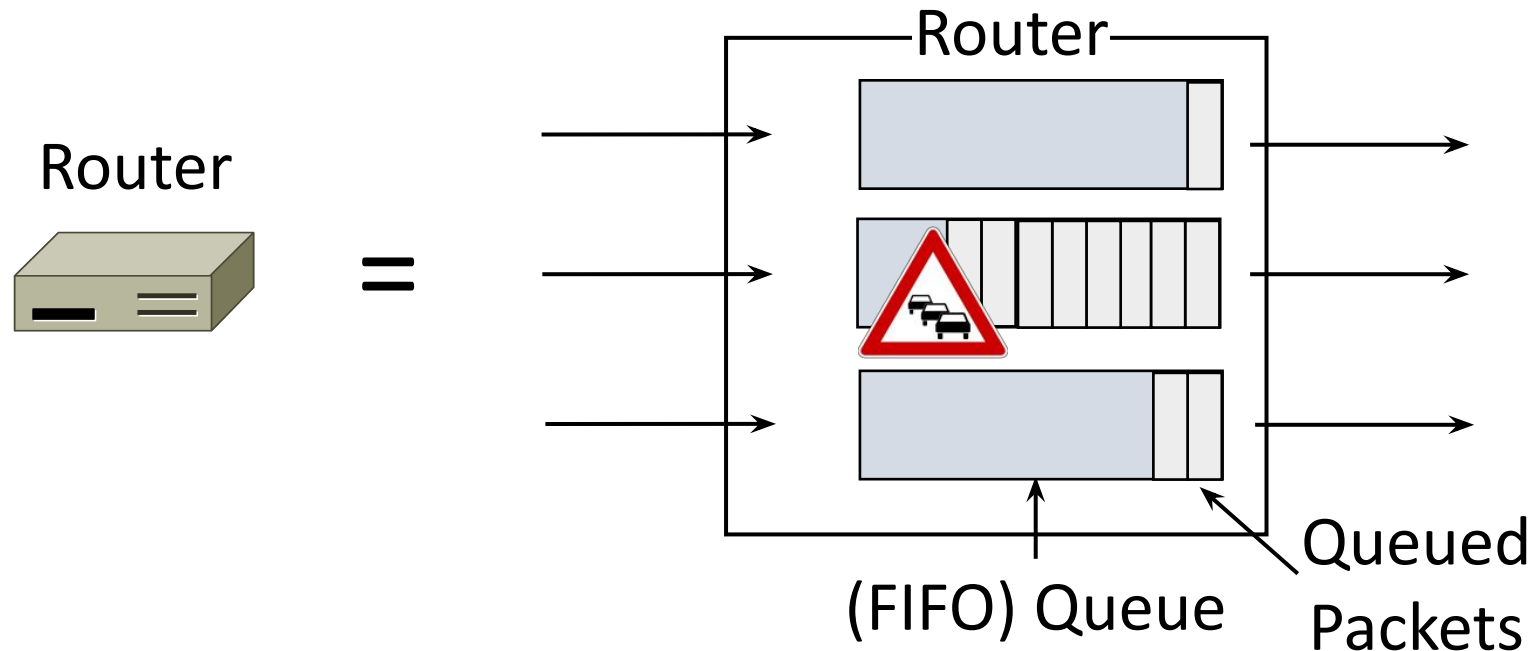 Router
Router
=
(FIFO) Queue
Queued
Packets